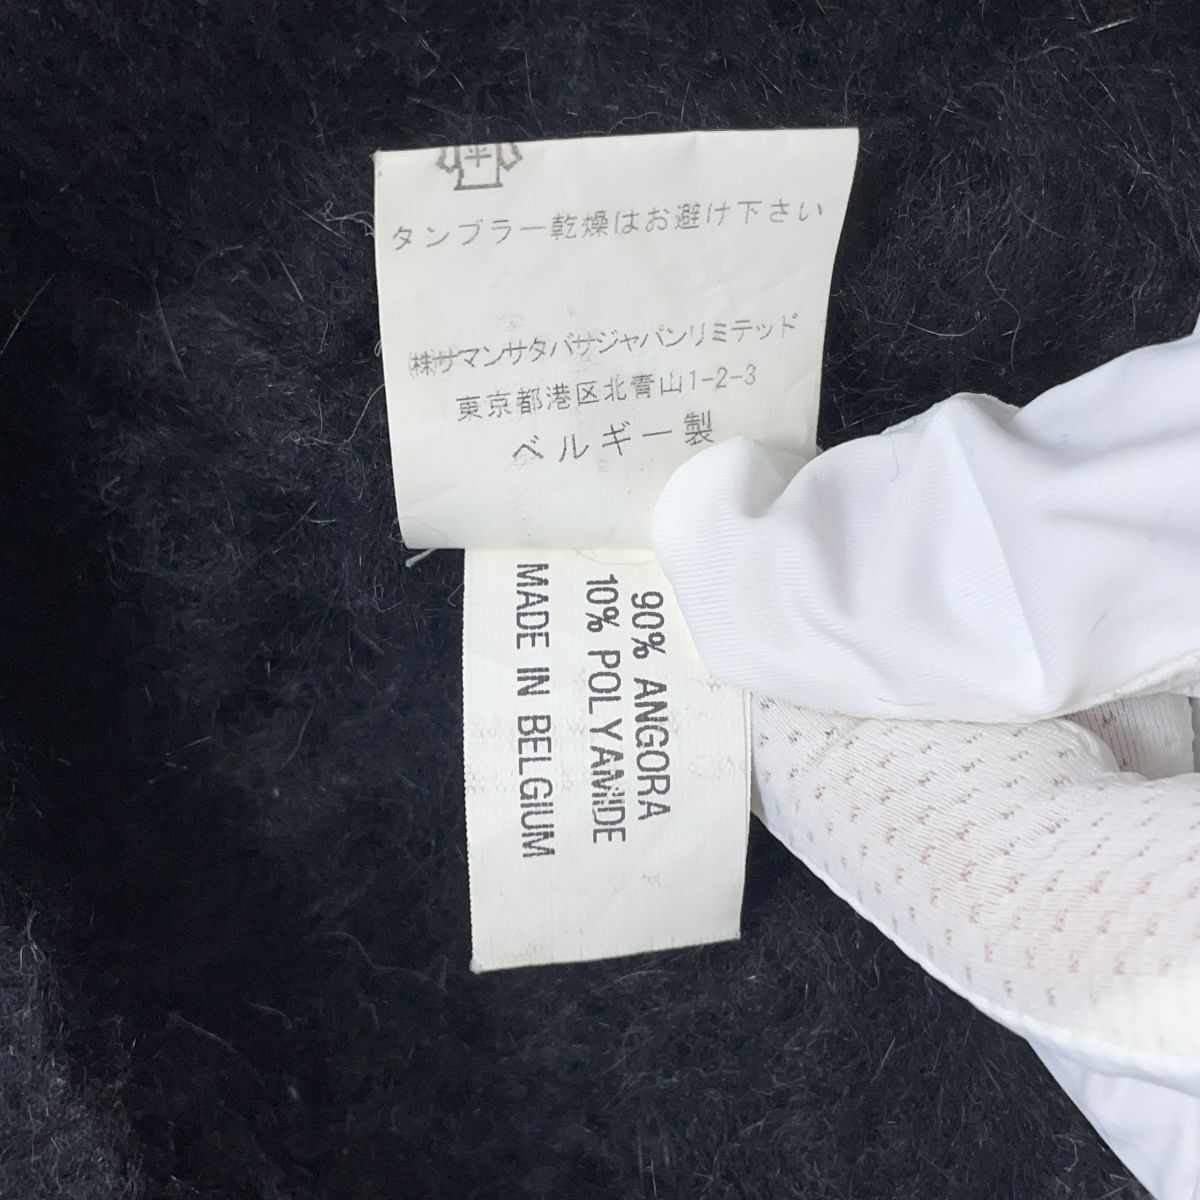 平
タンブラー乾燥はお避け下さい
㈱サマンサタバサジャパンリミテッド
東京都港区北青山1-2-3
ベルギー製
90% ANGORA
10% POLYAMIDE
MADE IN BELGIUM